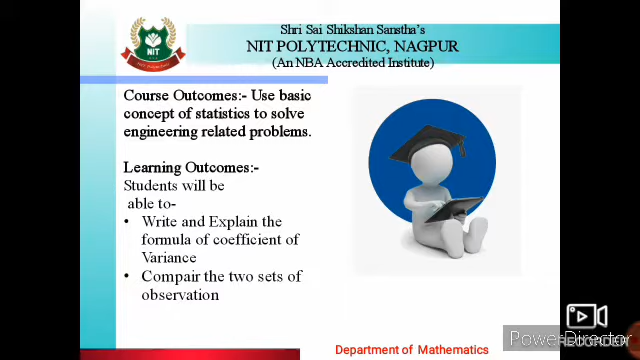 Shri Sai Shikshan Sanstha's
NIT POLYTECHNIC, NAGPUR
(An NBA Accredited Institute)
NIT
Course Outcomes:- Use basic
concept of statistics to solve
engineering related problems.
Learning Outcomes:-
Students will be
able to-
• Write and Explain the
formula of coefficient of
Variance
• Compair the two sets of
observation
PowerDirector
RECORDER
Department of Mathematics